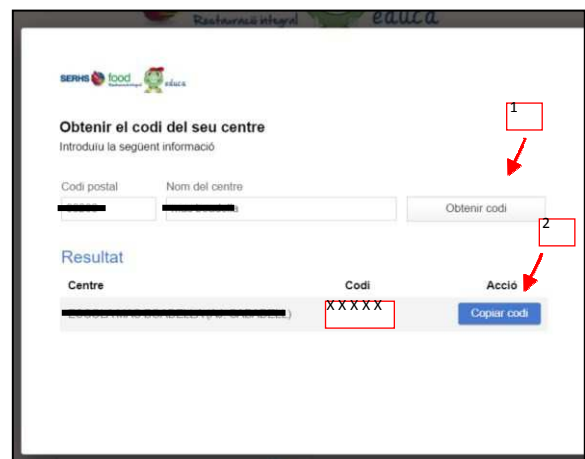 Restauració integral educa
SERHS food educa
Obtenir el codi del seu centre
Introduïu la següent informació
1
Codi postal Nom del centre
Obtenir codi
2
Resultat
Centre Codi Acció
X X X X X Copiar codi